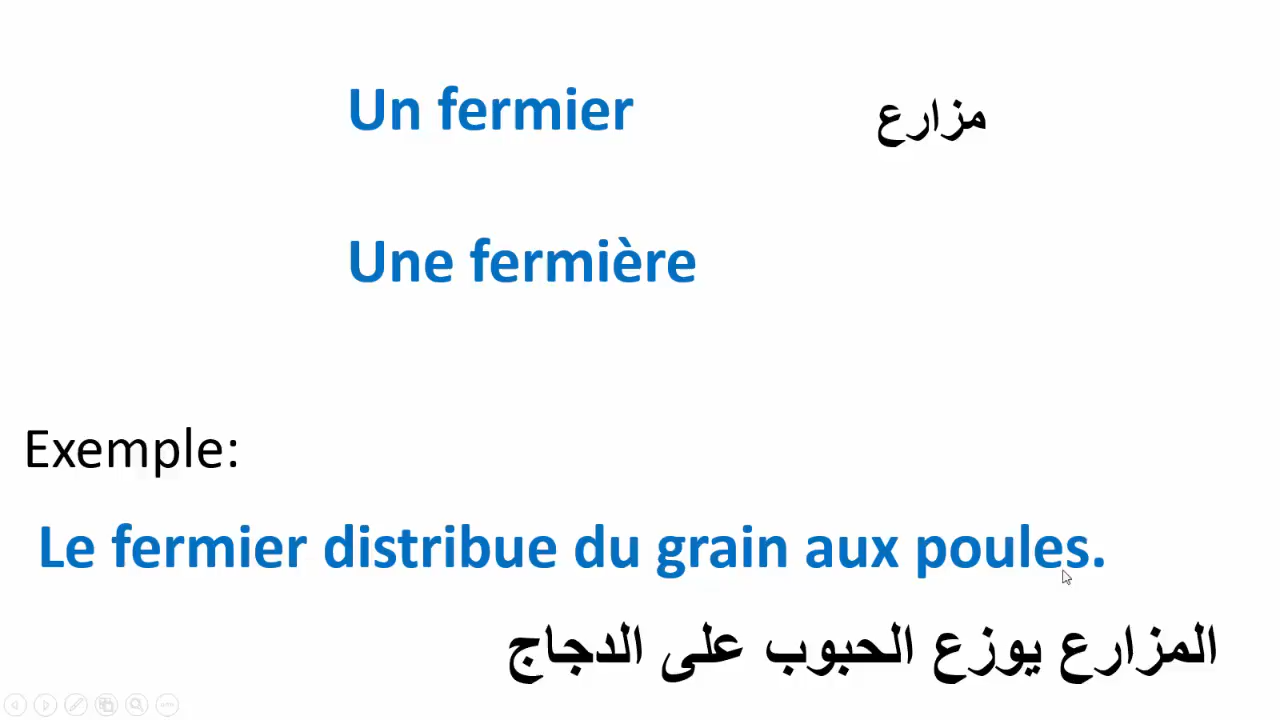 Un fermier
مزارع
Une fermière
Exemple:
Le fermier distribue du grain aux poules.
المزارع يوزع الحبوب على الدجاج